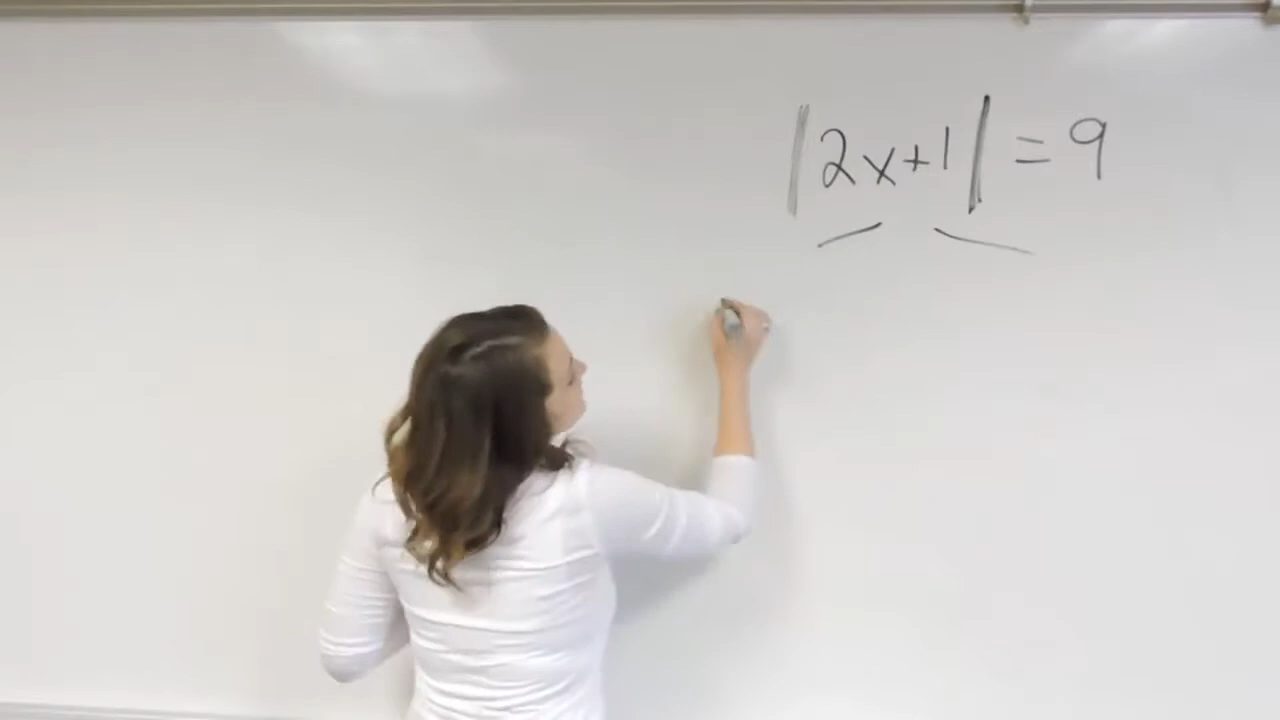 |2x+1| = 9